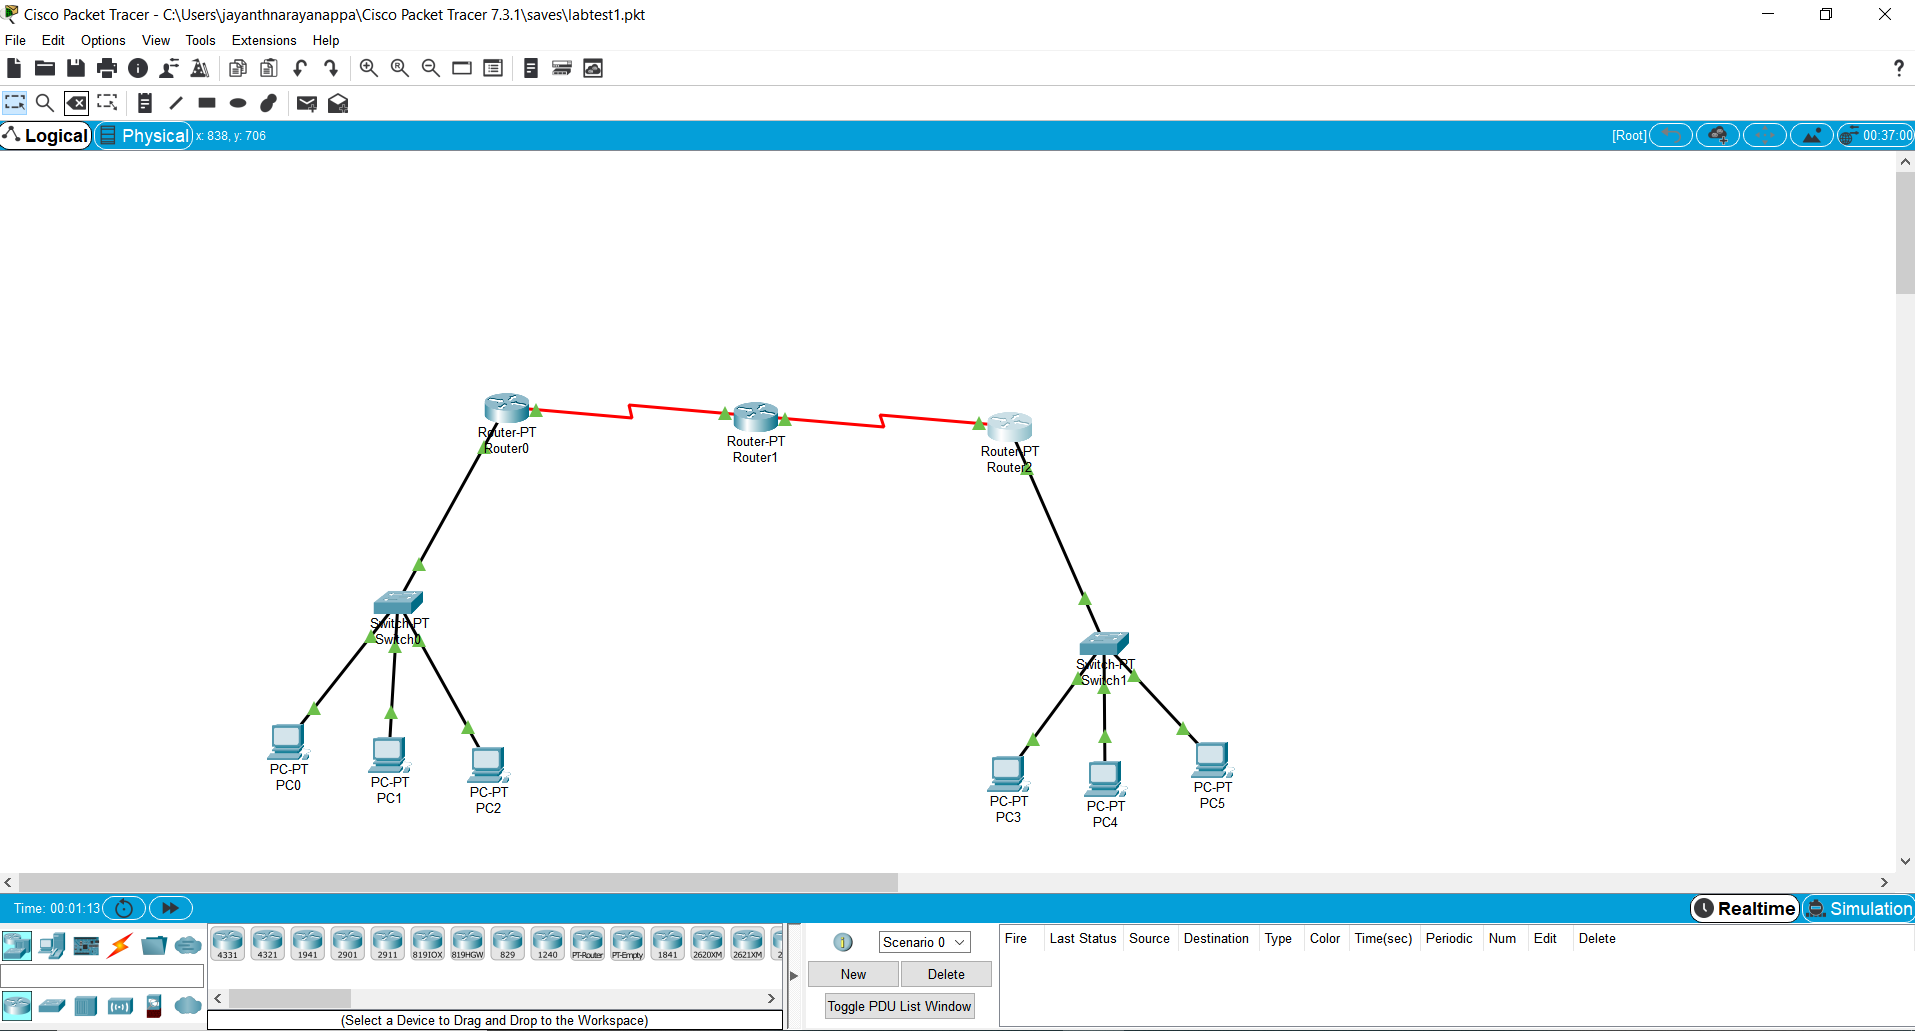 Cisco Packet Tracer - C:\Users\jayanthnarayanappa\Cisco Packet Tracer 7.3.1\saves\labtest1.pkt
File Edit Options View Tools Extensions Help
?
Logical Physical x: 838, y: 706 [Root] 00:37:00
Router-PT
Router0
Router-PT
Router1
Router-PT
Router2
Switch-PT
Switch0
Switch-PT
Switch1
PC-PT
PC0
PC-PT
PC1
PC-PT
PC2
PC-PT
PC3
PC-PT
PC4
PC-PT
PC5
Time: 00:01:13 Realtime Simulation
4331 4321 1941 2901 2911 819IOX 819HGW 829 1240 PT-Router PT-Empty 1841 2620XM 2621XM 2
Scenario 0
New Delete
Toggle PDU List Window
Fire Last Status Source Destination Type Color Time(sec) Periodic Num Edit Delete
(Select a Device to Drag and Drop to the Workspace)